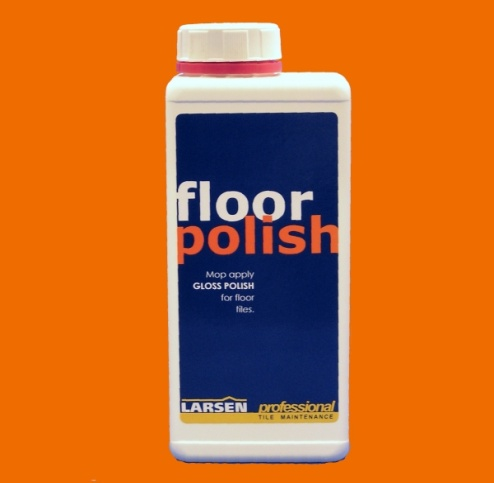 floor
polish
Mop apply
GLOSS POLISH
for floor
tiles.
LARSEN professional
TILE MAINTENANCE